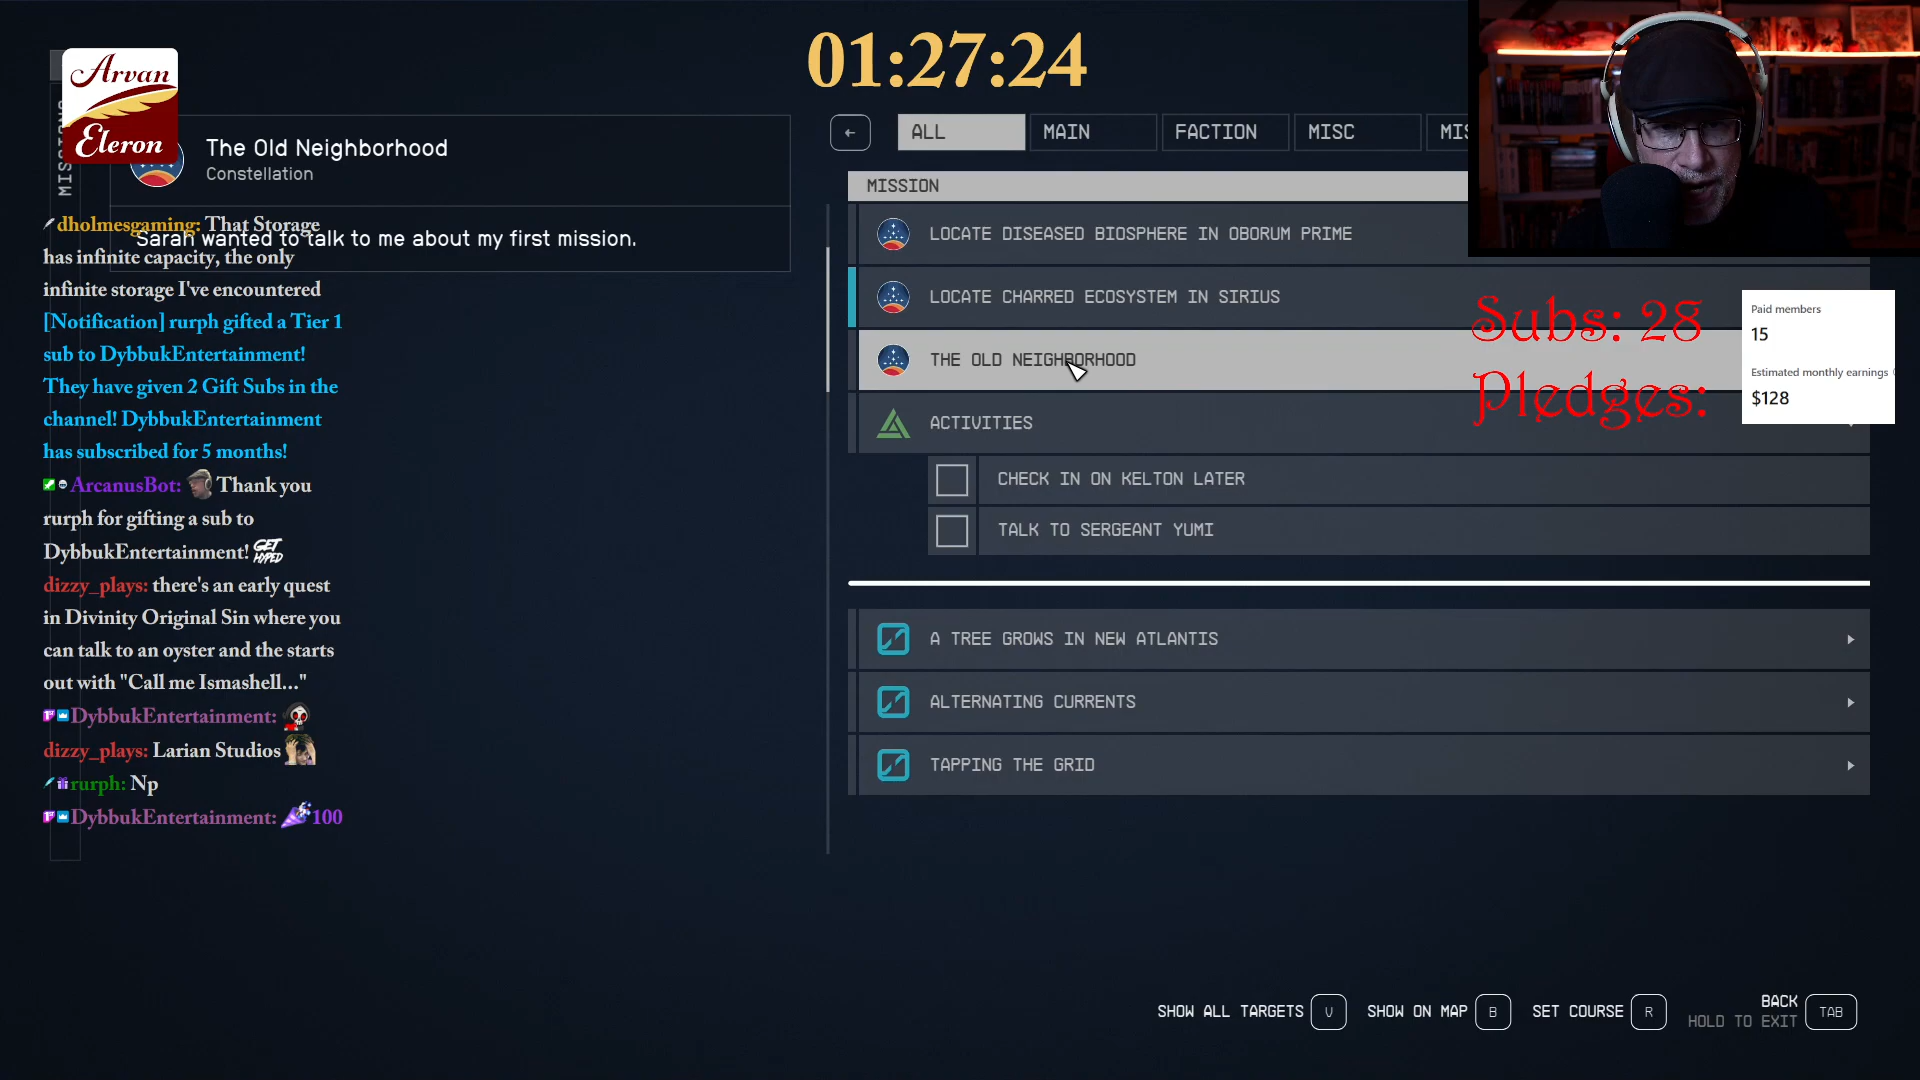 01:27:24
Arvan
Eleron
MISSIONS
The Old Neighborhood
Constellation
Sarah wanted to talk to me about my first mission.
dholmesgaming: That Storage
has infinite capacity, the only
infinite storage I've encountered
[Notification] rurph gifted a Tier 1
sub to DybbukEntertainment!
They have given 2 Gift Subs in the
channel! DybbukEntertainment
has subscribed for 5 months!
ArcanusBot: Thank you
rurph for gifting a sub to
DybbukEntertainment! GET HYPED
dizzy_plays: there's an early quest
in Divinity Original Sin where you
can talk to an oyster and the starts
out with "Call me Ismashell..."
DybbukEntertainment:
dizzy_plays: Larian Studios
rurph: Np
DybbukEntertainment: 100
← ALL MAIN FACTION MISC MIS
MISSION
LOCATE DISEASED BIOSPHERE IN OBORUM PRIME
LOCATE CHARRED ECOSYSTEM IN SIRIUS
THE OLD NEIGHBORHOOD
ACTIVITIES
CHECK IN ON KELTON LATER
TALK TO SERGEANT YUMI
A TREE GROWS IN NEW ATLANTIS
ALTERNATING CURRENTS
TAPPING THE GRID
Subs: 28
Pledges:
Paid members
15
Estimated monthly earnings
$128
SHOW ALL TARGETS V SHOW ON MAP B SET COURSE R BACK TAB
HOLD TO EXIT